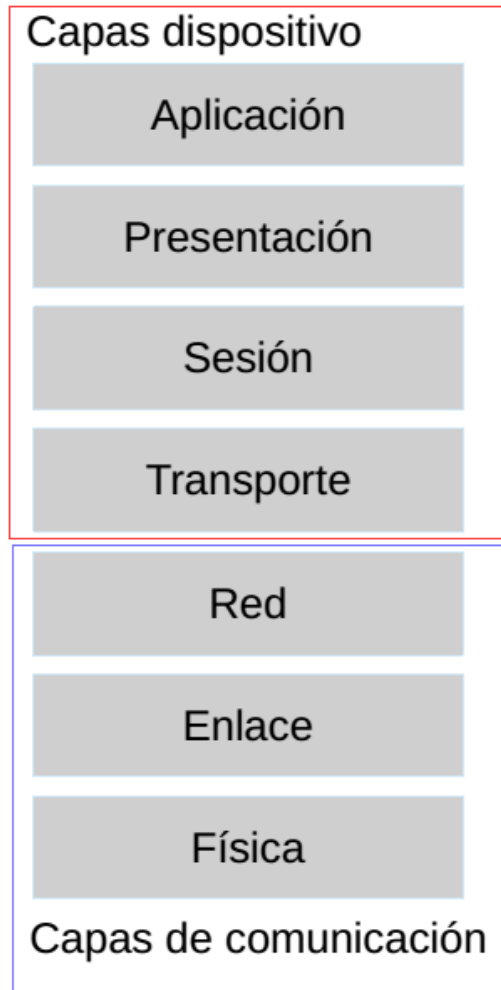 Capas dispositivo
Aplicación
Presentación
Sesión
Transporte
Red
Enlace
Física
Capas de comunicación